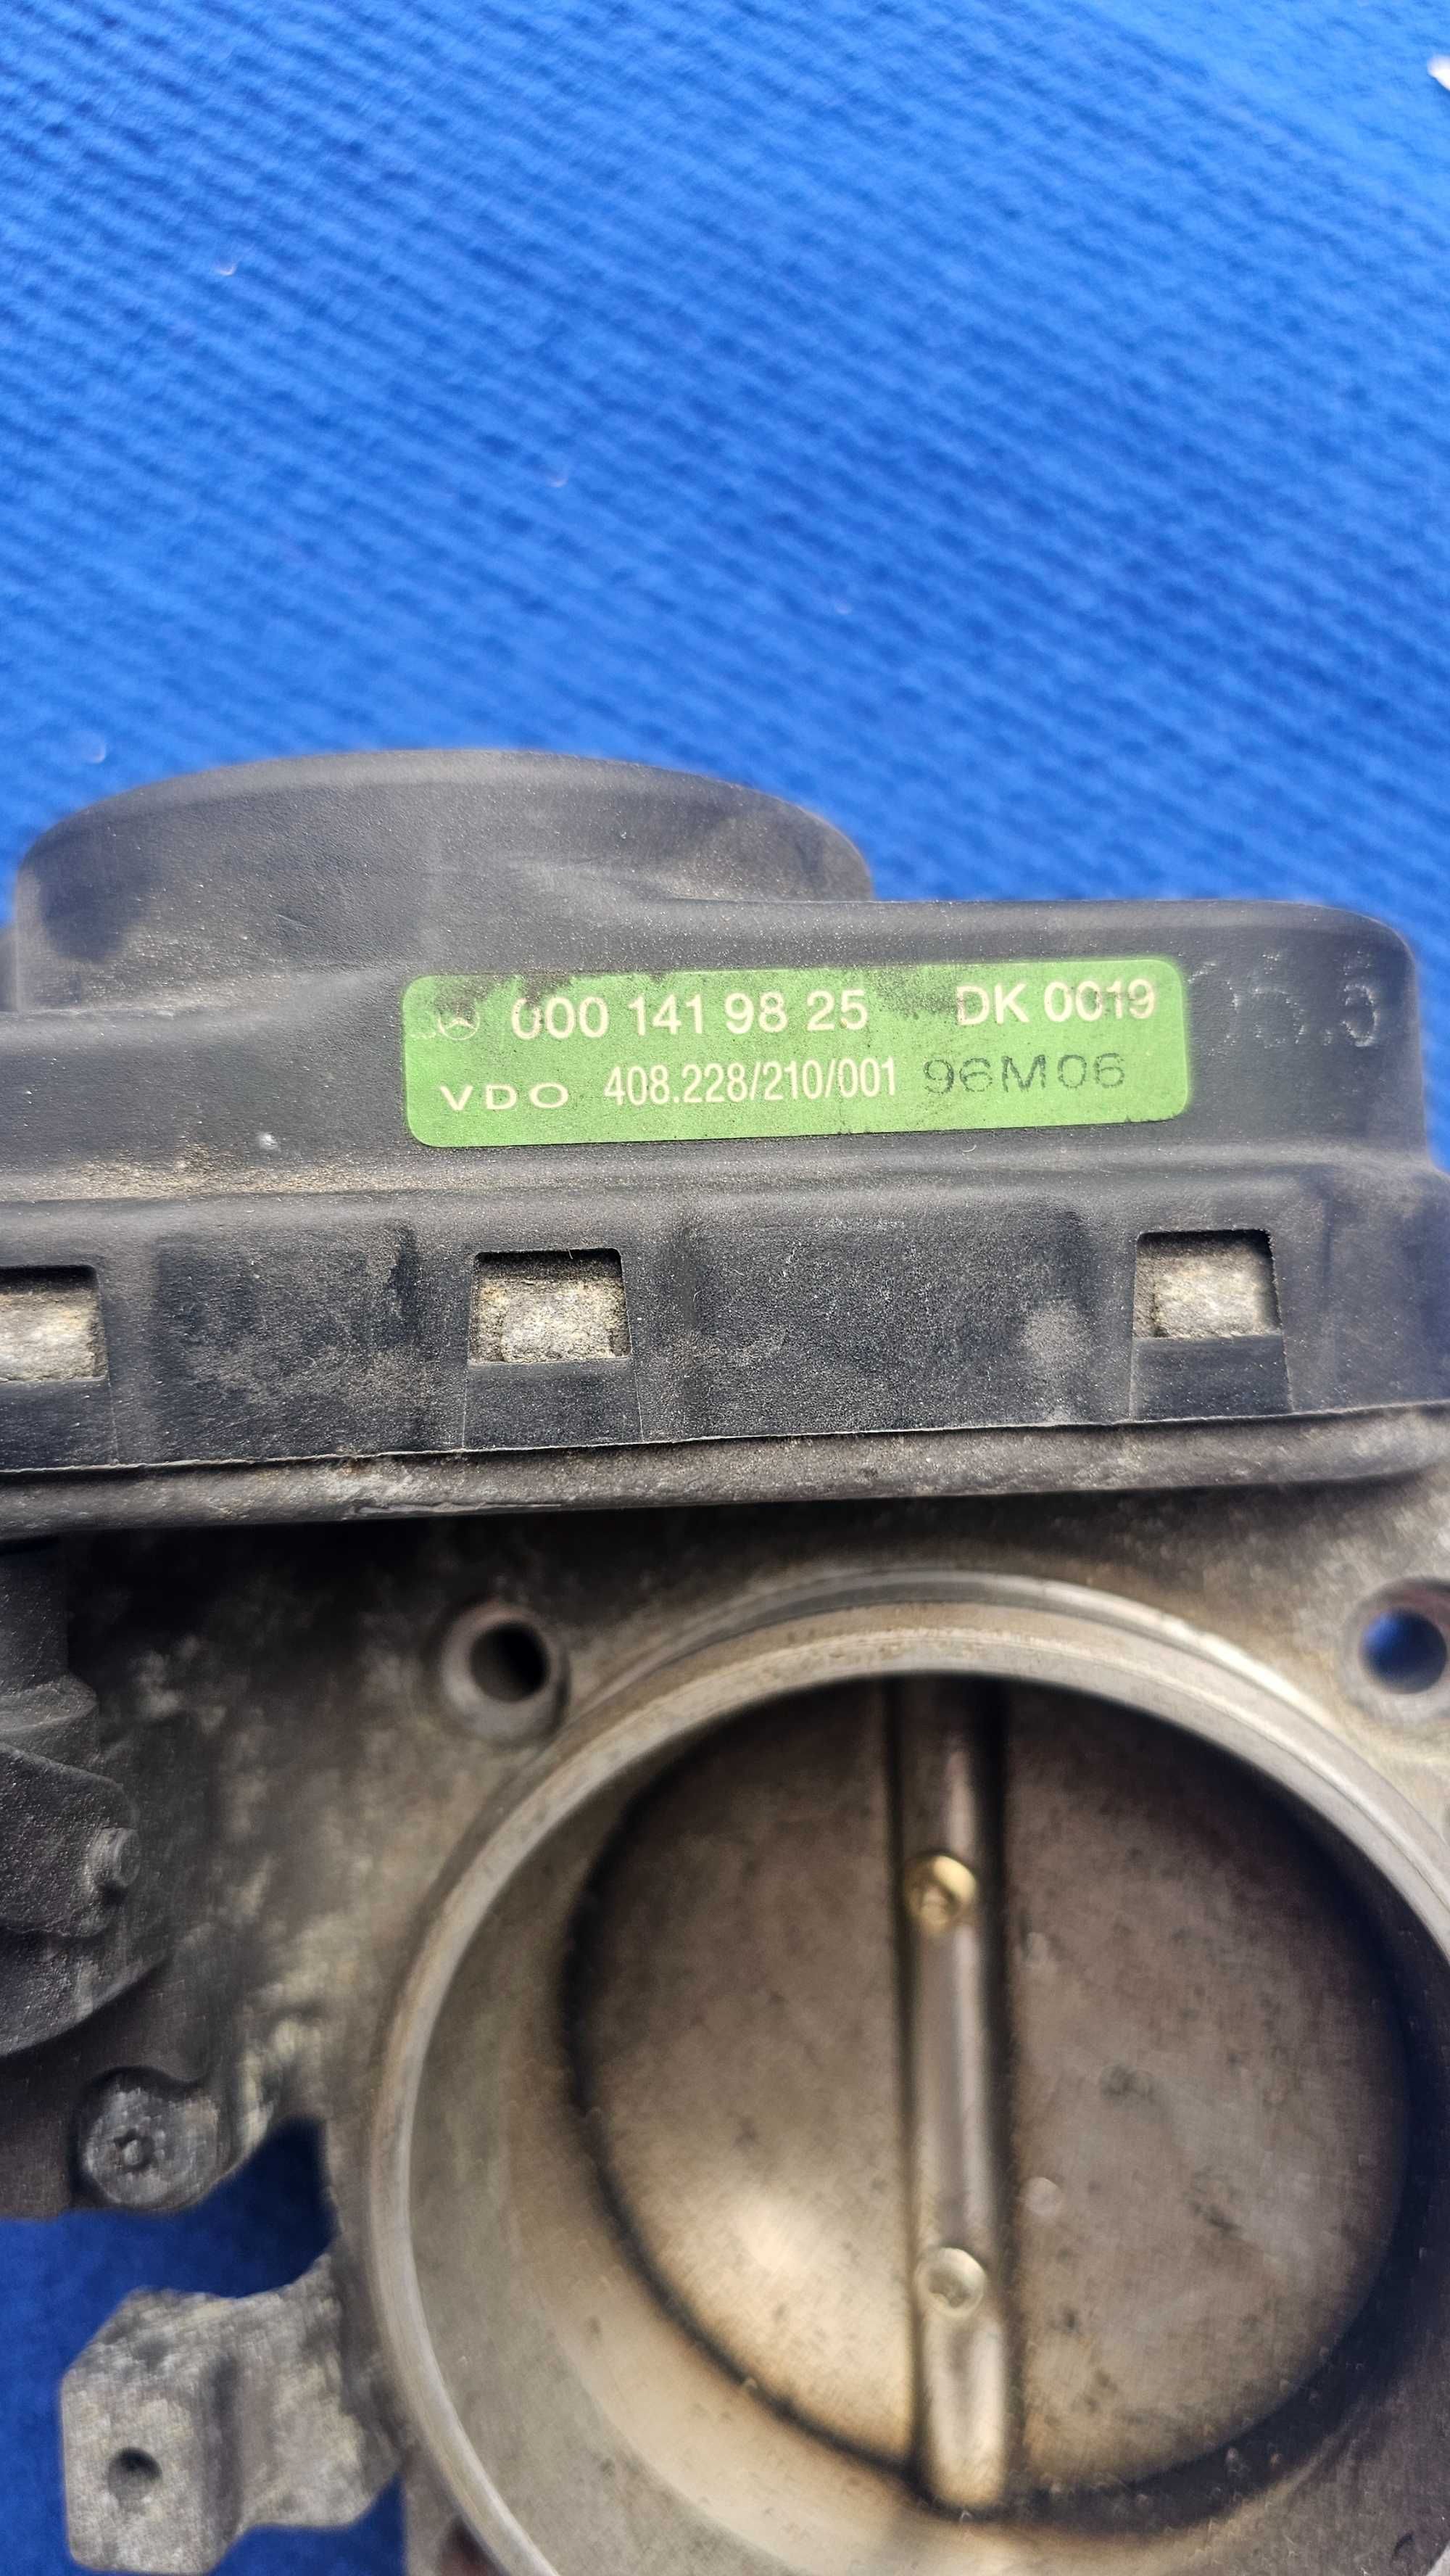 000 141 98 25 DK 0019
VDO 408.228/210/001 96M06